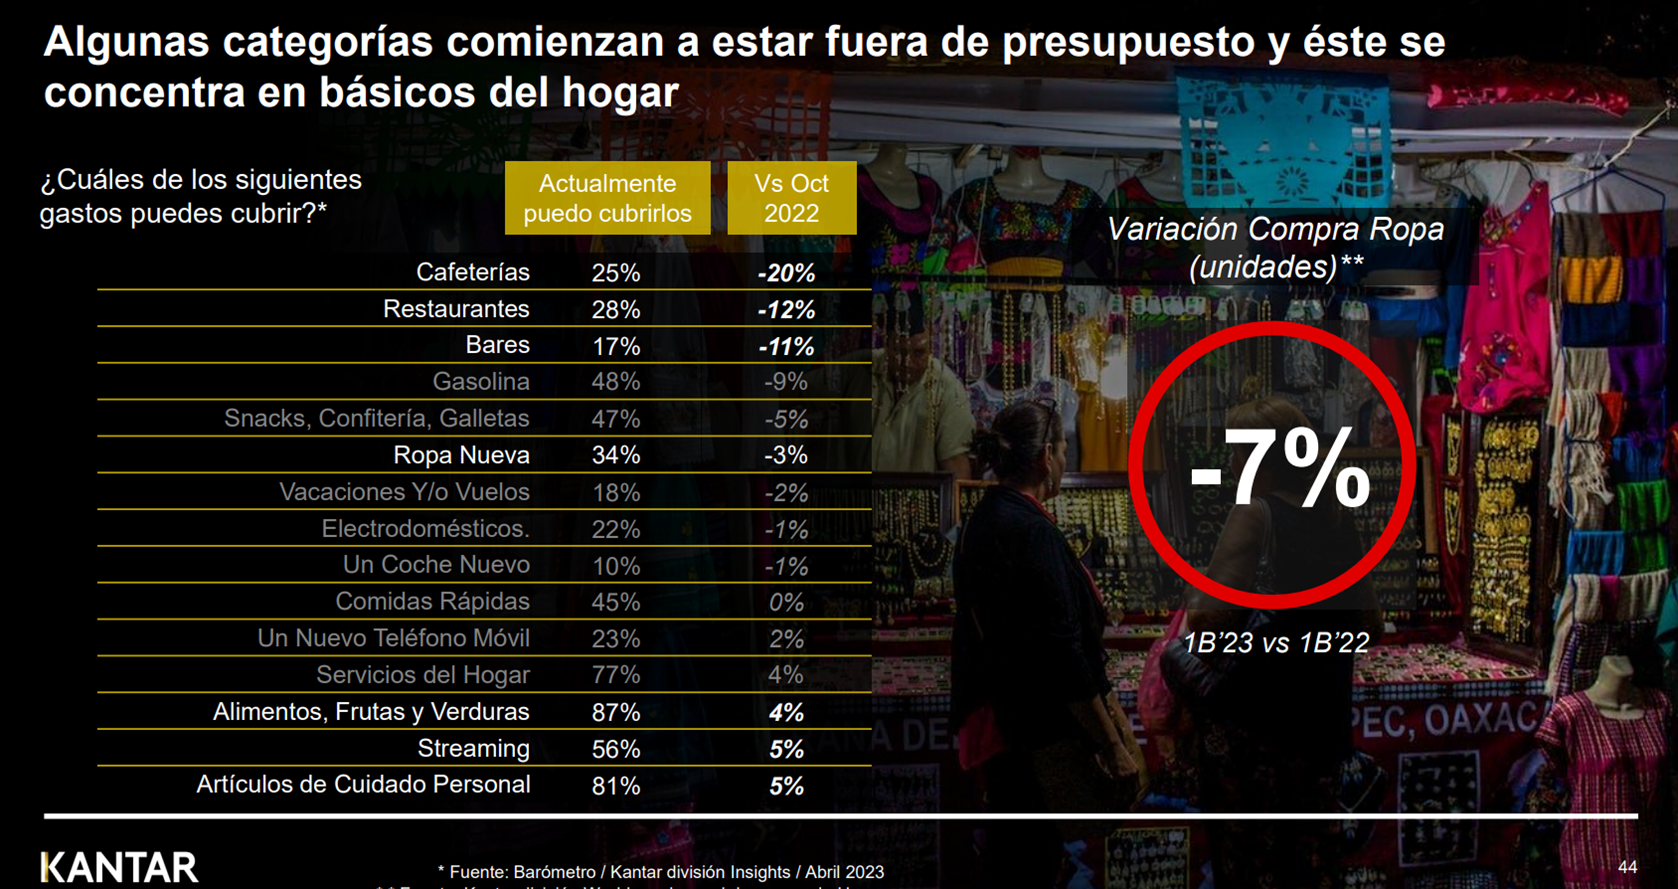 Algunas categorías comienzan a estar fuera de presupuesto y éste se
concentra en básicos del hogar
¿Cuáles de los siguientes
gastos puedes cubrir?*
Actualmente
puedo cubrirlos
Vs Oct
2022
Cafeterías 25% -20%
Restaurantes 28% -12%
Bares 17% -11%
Gasolina 48% -9%
Snacks, Confitería, Galletas 47% -5%
Ropa Nueva 34% -3%
Vacaciones Y/o Vuelos 18% -2%
Electrodomésticos. 22% -1%
Un Coche Nuevo 10% -1%
Comidas Rápidas 45% 0%
Un Nuevo Teléfono Móvil 23% 2%
Servicios del Hogar 77% 4%
Alimentos, Frutas y Verduras 87% 4%
Streaming 56% 5%
Artículos de Cuidado Personal 81% 5%
Variación Compra Ropa
(unidades)**
-7%
1B’23 vs 1B’22
PEC, OAXACA
KANTAR
* Fuente: Barómetro / Kantar división Insights / Abril 2023
44